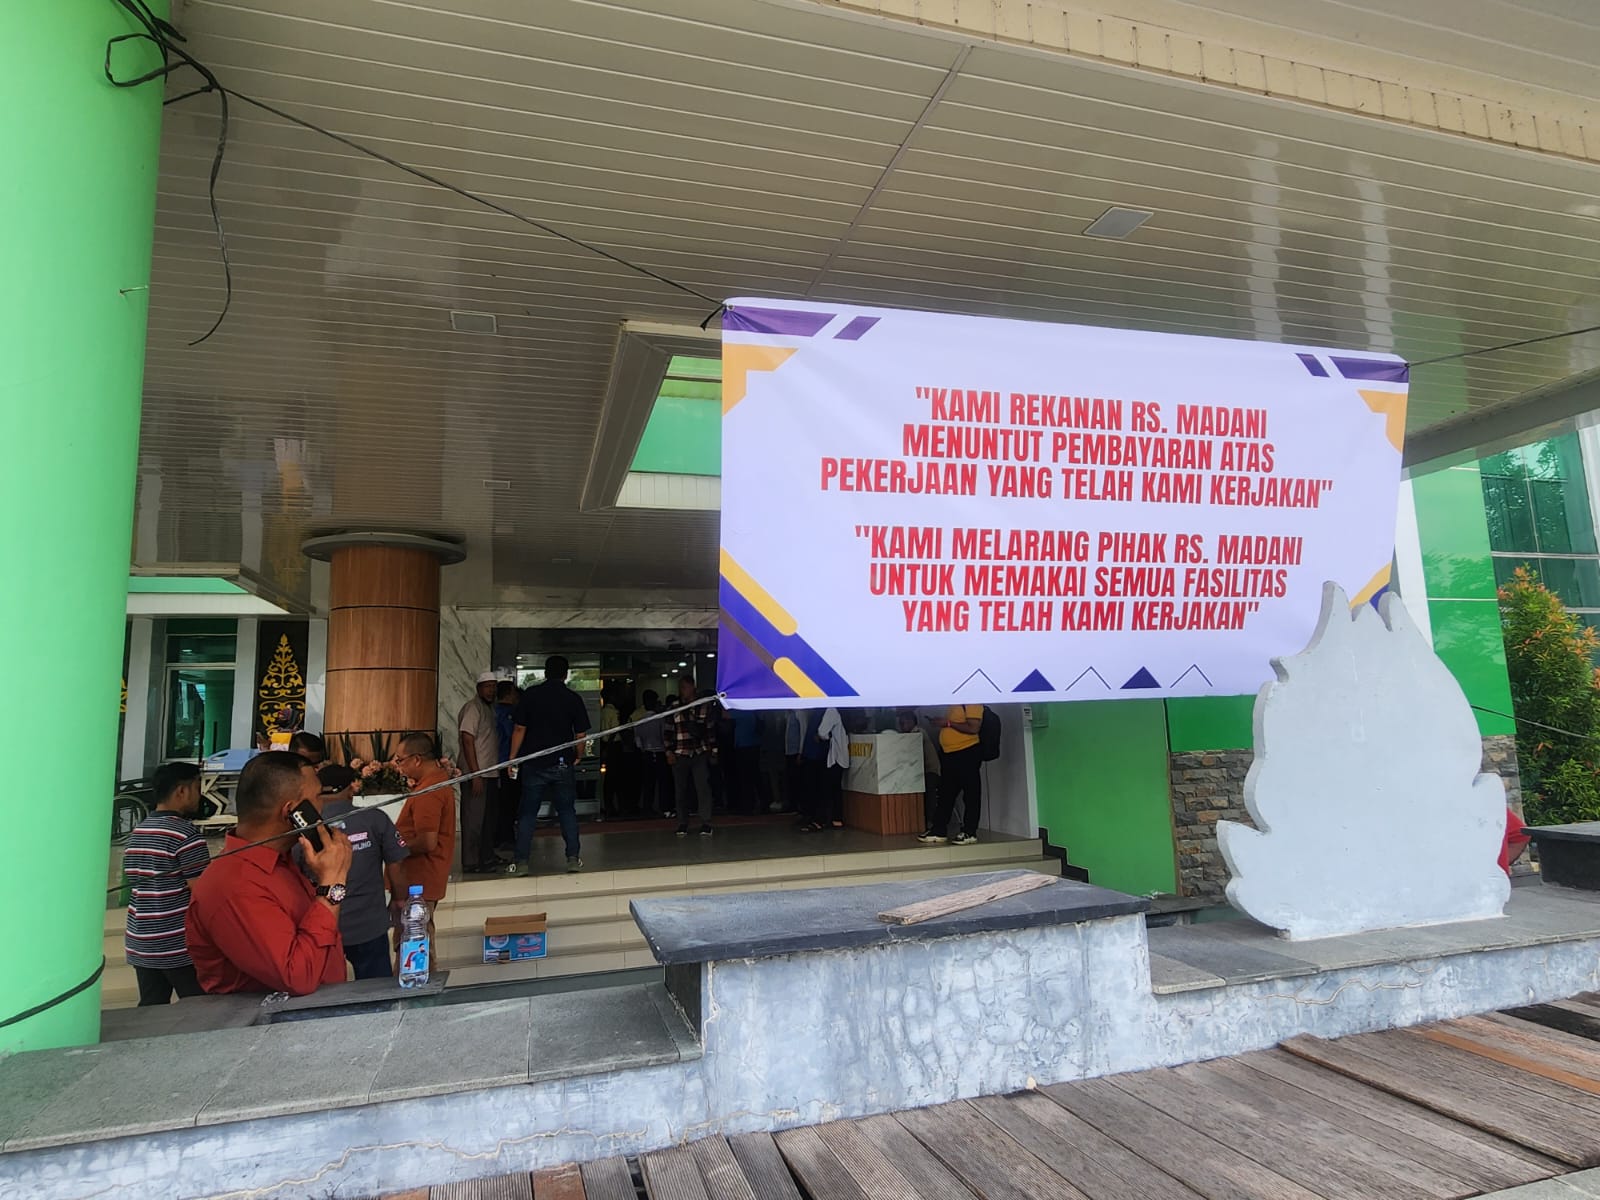 "KAMI REKANAN RS. MADANI
MENUNTUT PEMBAYARAN ATAS
PEKERJAAN YANG TELAH KAMI KERJAKAN"
"KAMI MELARANG PIHAK RS. MADANI
UNTUK MEMAKAI SEMUA FASILITAS
YANG TELAH KAMI KERJAKAN"